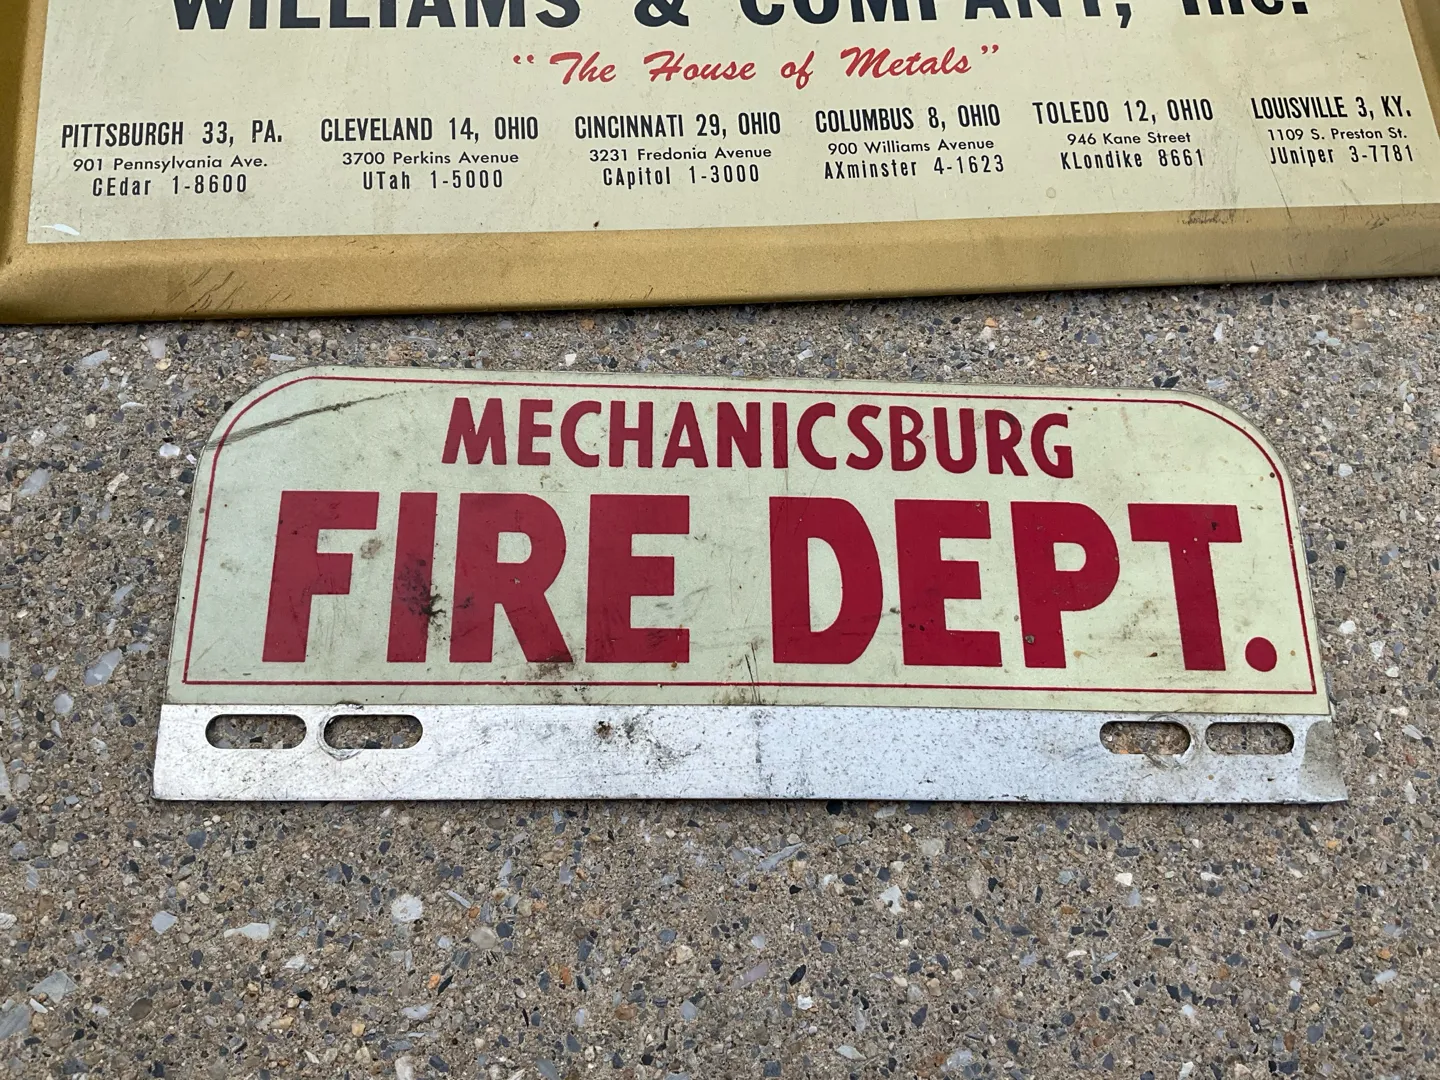 WILLIAMS & COMPANY, Inc.
"The House of Metals"
PITTSBURGH 33, PA.
901 Pennsylvania Ave.
CEdar 1-8600
CLEVELAND 14, OHIO
3700 Perkins Avenue
UTah 1-5000
CINCINNATI 29, OHIO
3231 Fredonia Avenue
CApitol 1-3000
COLUMBUS 8, OHIO
900 Williams Avenue
AXminster 4-1623
TOLEDO 12, OHIO
946 Kane Street
KLondike 8661
LOUISVILLE 3, KY.
1109 S. Preston St.
JUniper 3-7781
MECHANICSBURG
FIRE DEPT.